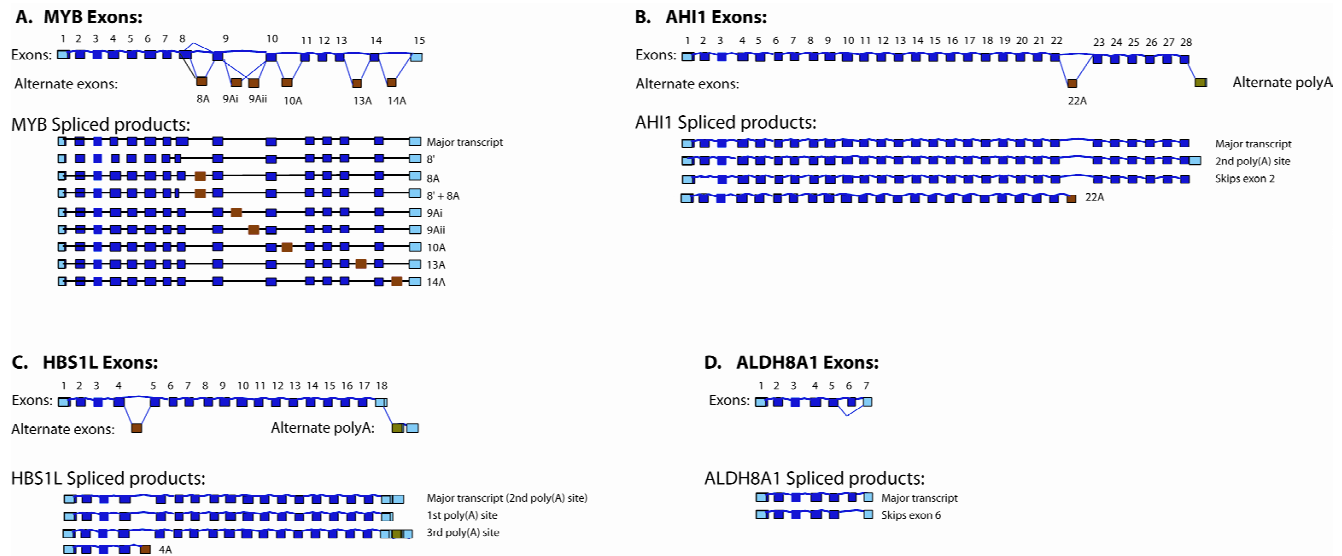 A. MYB Exons:
1 2 3 4 5 6 7 8 9 10 11 12 13 14 15
Exons:
Alternate exons:
8A 9Ai 9Aii 10A 13A 14A
MYB Spliced products:
Major transcript
8'
8A
8' + 8A
9Ai
9Aii
10A
13A
14A
B. AHI1 Exons:
1 2 3 4 5 6 7 8 9 10 11 12 13 14 15 16 17 18 19 20 21 22 23 24 25 26 27 28
Exons:
Alternate exons:
Alternate polyA
22A
AHI1 Spliced products:
Major transcript
2nd poly(A) site
Skips exon 2
22A
C. HBS1L Exons:
1 2 3 4 5 6 7 8 9 10 11 12 13 14 15 16 17 18
Exons:
Alternate exons:
Alternate polyA:
HBS1L Spliced products:
Major transcript (2nd poly(A) site)
1st poly(A) site
3rd poly(A) site
4A
D. ALDH8A1 Exons:
1 2 3 4 5 6 7
Exons:
ALDH8A1 Spliced products:
Major transcript
Skips exon 6